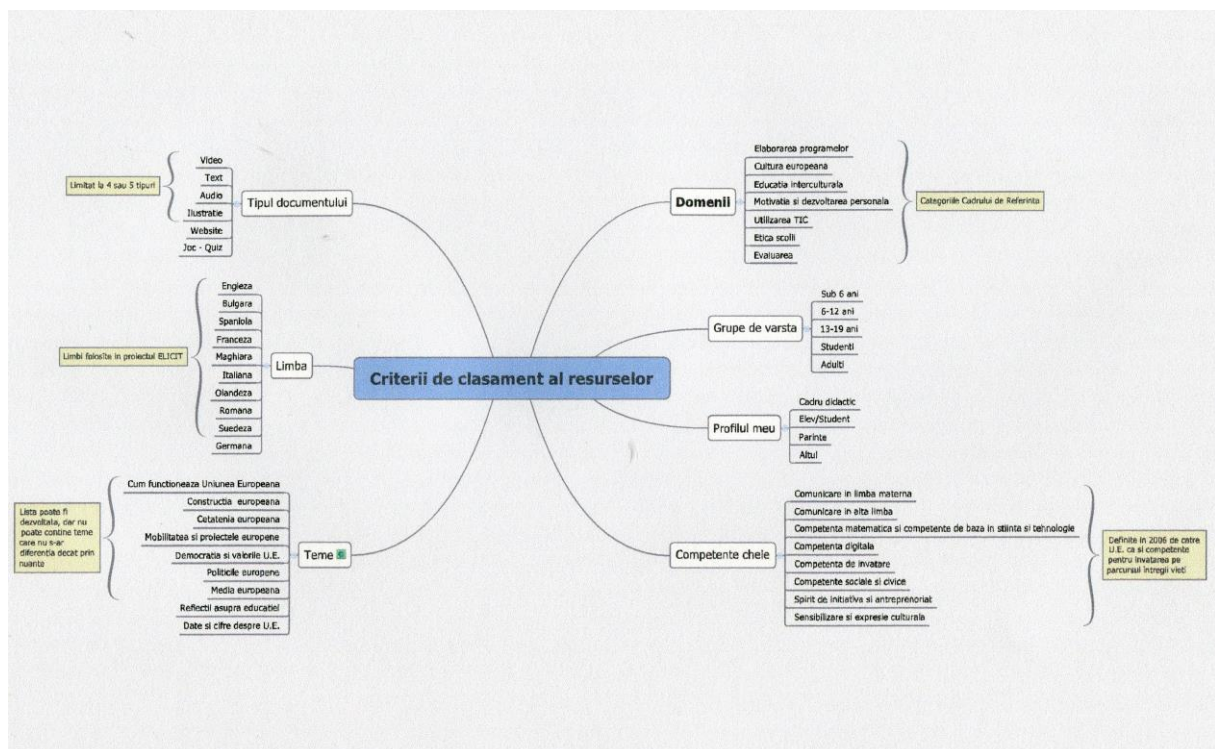 Criterii de clasament al resurselor
Tipul documentului
Video
Text
Audio
Ilustratie
Website
Joc - Quiz
Limitat la 4 sau 5 tipuri
Limba
Engleza
Bulgara
Spaniola
Franceza
Maghiara
Italiana
Olandeza
Romana
Suedeza
Germana
Limbi folosite in proiectul ELICIT
Teme
Cum functioneaza Uniunea Europeana
Constructia europeana
Cetatenia europeana
Mobilitatea si proiectele europene
Democratia si valorile U.E.
Politicile europene
Media europeana
Reflectii asupra educatiei
Date si cifre despre U.E.
Lista poate fi
dezvoltata, dar nu
poate contine teme
care nu s-ar
diferentia decat prin
nuante
Domenii
Elaborarea programelor
Cultura europeana
Educatia interculturala
Motivatia si dezvoltarea personala
Utilizarea TIC
Etica scolii
Evaluarea
Categoriile Cadrului de Referinta
Grupe de varsta
Sub 6 ani
6-12 ani
13-19 ani
Studenti
Adulti
Profilul meu
Cadru didactic
Elev/Student
Parinte
Altul
Competente cheie
Comunicare in limba materna
Comunicare in alta limba
Competenta matematica si competente de baza in stiinta si tehnologie
Competenta digitala
Competenta de invatare
Competente sociale si civice
Spirit de initiativa si antreprenoriat
Sensibilizare si expresie culturala
Definite in 2006 de catre
U.E. ca si competente
pentru invatarea pe
parcursul intregii vieti